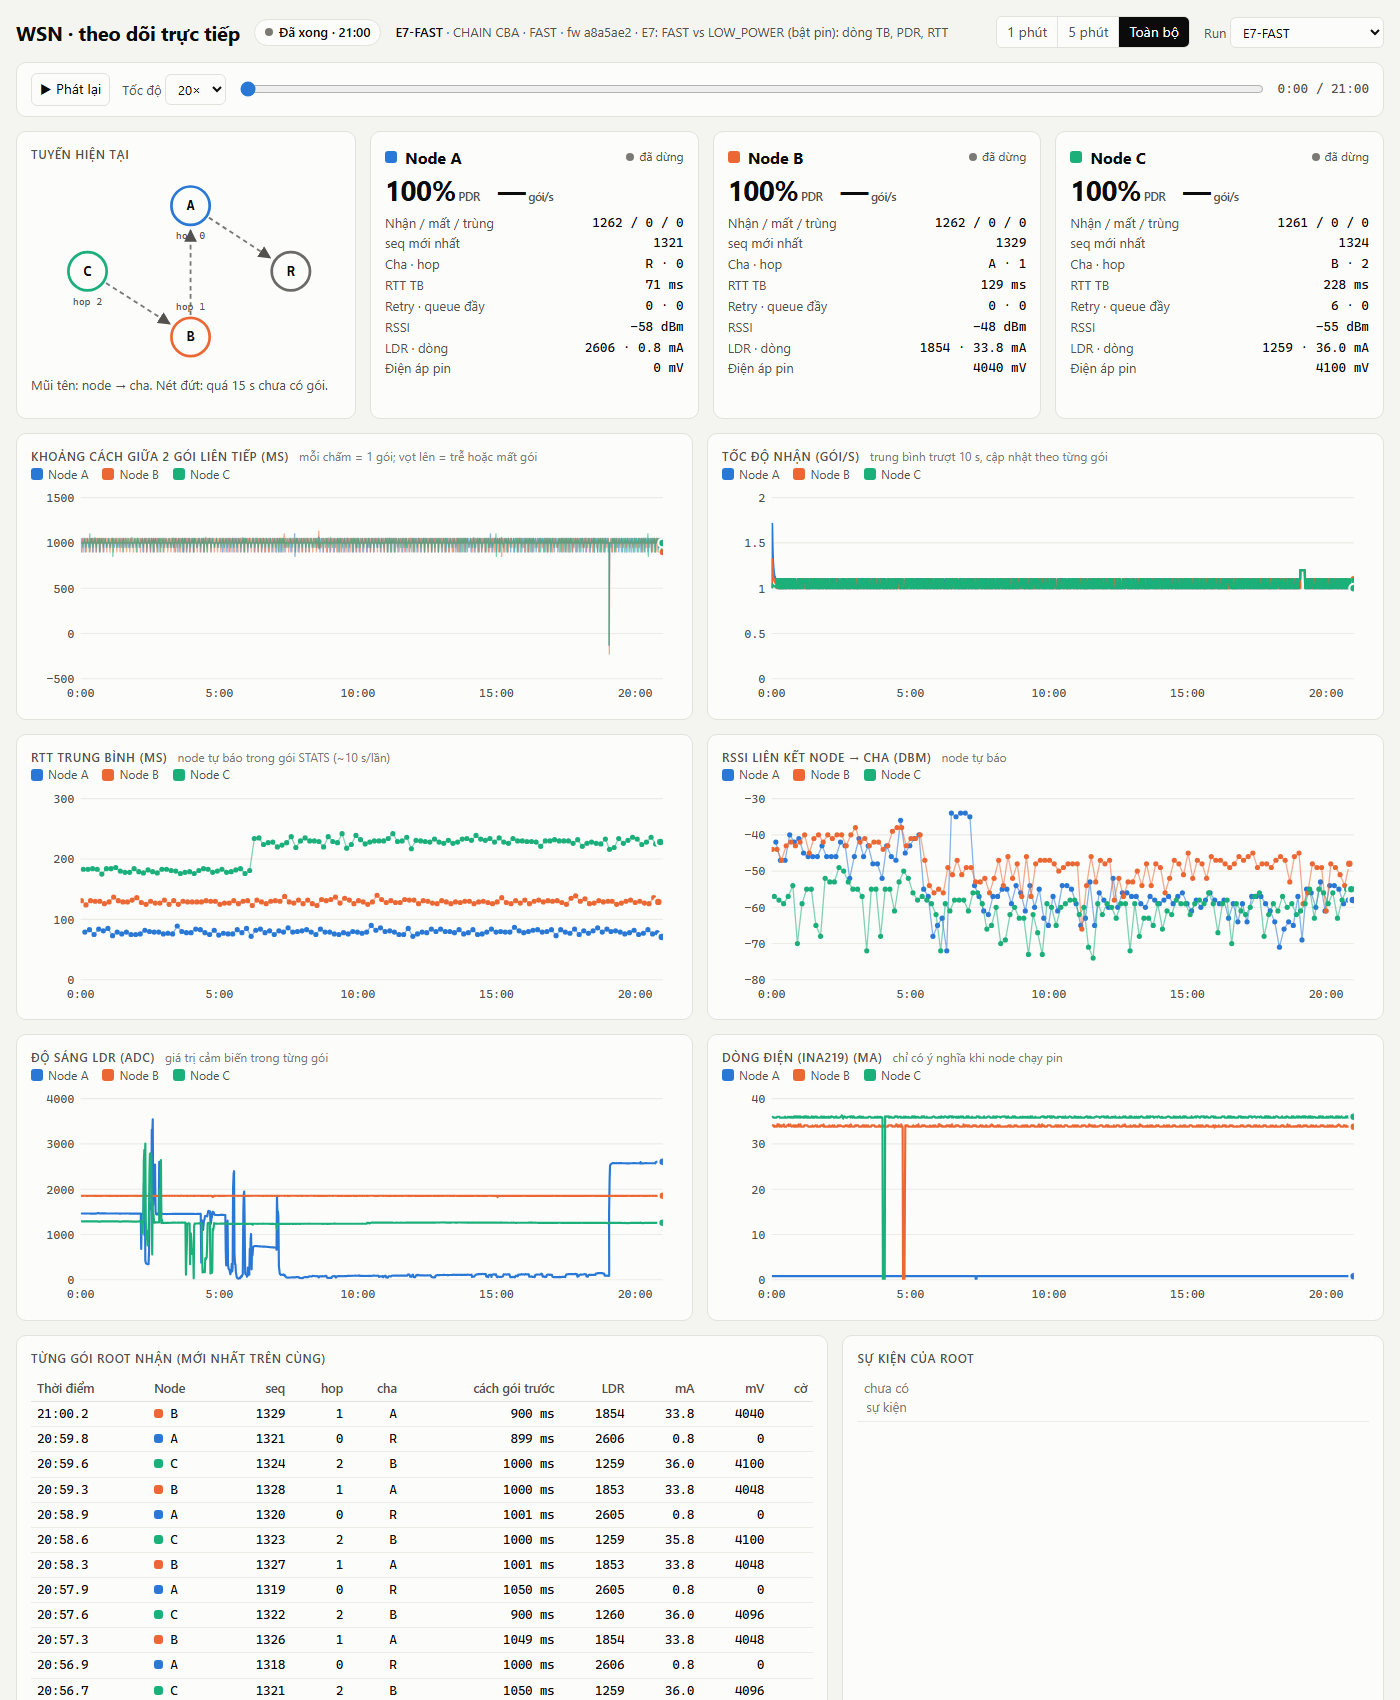 WSN · theo dõi trực tiếp
Đã xong · 21:00
E7-FAST · CHAIN CBA · FAST · fw a8a5ae2 · E7: FAST vs LOW_POWER (bật pin): dòng TB, PDR, RTT
1 phút 5 phút Toàn bộ
Run E7-FAST
▶ Phát lại
Tốc độ 20×
0:00 / 21:00
TUYẾN HIỆN TẠI
A
hop 0
C
hop 2
R
hop 1
B
Mũi tên: node → cha. Nét đứt: quá 15 s chưa có gói.
Node A đã dừng
100% PDR — gói/s
Nhận / mất / trùng 1262 / 0 / 0
seq mới nhất 1321
Cha · hop R · 0
RTT TB 71 ms
Retry · queue đầy 0 · 0
RSSI −58 dBm
LDR · dòng 2606 · 0.8 mA
Điện áp pin 0 mV
Node B đã dừng
100% PDR — gói/s
Nhận / mất / trùng 1262 / 0 / 0
seq mới nhất 1329
Cha · hop A · 1
RTT TB 129 ms
Retry · queue đầy 0 · 0
RSSI −48 dBm
LDR · dòng 1854 · 33.8 mA
Điện áp pin 4040 mV
Node C đã dừng
100% PDR — gói/s
Nhận / mất / trùng 1261 / 0 / 0
seq mới nhất 1324
Cha · hop B · 2
RTT TB 228 ms
Retry · queue đầy 6 · 0
RSSI −55 dBm
LDR · dòng 1259 · 36.0 mA
Điện áp pin 4100 mV
KHOẢNG CÁCH GIỮA 2 GÓI LIÊN TIẾP (MS) mỗi chấm = 1 gói; vọt lên = trễ hoặc mất gói
Node A Node B Node C
1500
1000
500
0
−500
0:00 5:00 10:00 15:00 20:00
TỐC ĐỘ NHẬN (GÓI/S) trung bình trượt 10 s, cập nhật theo từng gói
Node A Node B Node C
2
1.5
1
0.5
0
0:00 5:00 10:00 15:00 20:00
RTT TRUNG BÌNH (MS) node tự báo trong gói STATS (~10 s/lần)
Node A Node B Node C
300
200
100
0
0:00 5:00 10:00 15:00 20:00
RSSI LIÊN KẾT NODE → CHA (DBM) node tự báo
Node A Node B Node C
−30
−40
−50
−60
−70
−80
0:00 5:00 10:00 15:00 20:00
ĐỘ SÁNG LDR (ADC) giá trị cảm biến trong từng gói
Node A Node B Node C
4000
3000
2000
1000
0
0:00 5:00 10:00 15:00 20:00
DÒNG ĐIỆN (INA219) (MA) chỉ có ý nghĩa khi node chạy pin
Node A Node B Node C
40
30
20
10
0
0:00 5:00 10:00 15:00 20:00
TỪNG GÓI ROOT NHẬN (MỚI NHẤT TRÊN CÙNG)
Thời điểm Node seq hop cha cách gói trước LDR mA mV cờ
21:00.2 B 1329 1 A 900 ms 1854 33.8 4040
20:59.8 A 1321 0 R 899 ms 2606 0.8 0
20:59.6 C 1324 2 B 1000 ms 1259 36.0 4100
20:59.3 B 1328 1 A 1000 ms 1853 33.8 4048
20:58.9 A 1320 0 R 1001 ms 2605 0.8 0
20:58.6 C 1323 2 B 1000 ms 1259 35.8 4100
20:58.3 B 1327 1 A 1001 ms 1853 33.8 4048
20:57.9 A 1319 0 R 1050 ms 2605 0.8 0
20:57.6 C 1322 2 B 900 ms 1260 36.0 4096
20:57.3 B 1326 1 A 1049 ms 1854 33.8 4048
20:56.9 A 1318 0 R 1000 ms 2606 0.8 0
20:56.7 C 1321 2 B 1050 ms 1259 36.0 4096
SỰ KIỆN CỦA ROOT
chưa có
sự kiện